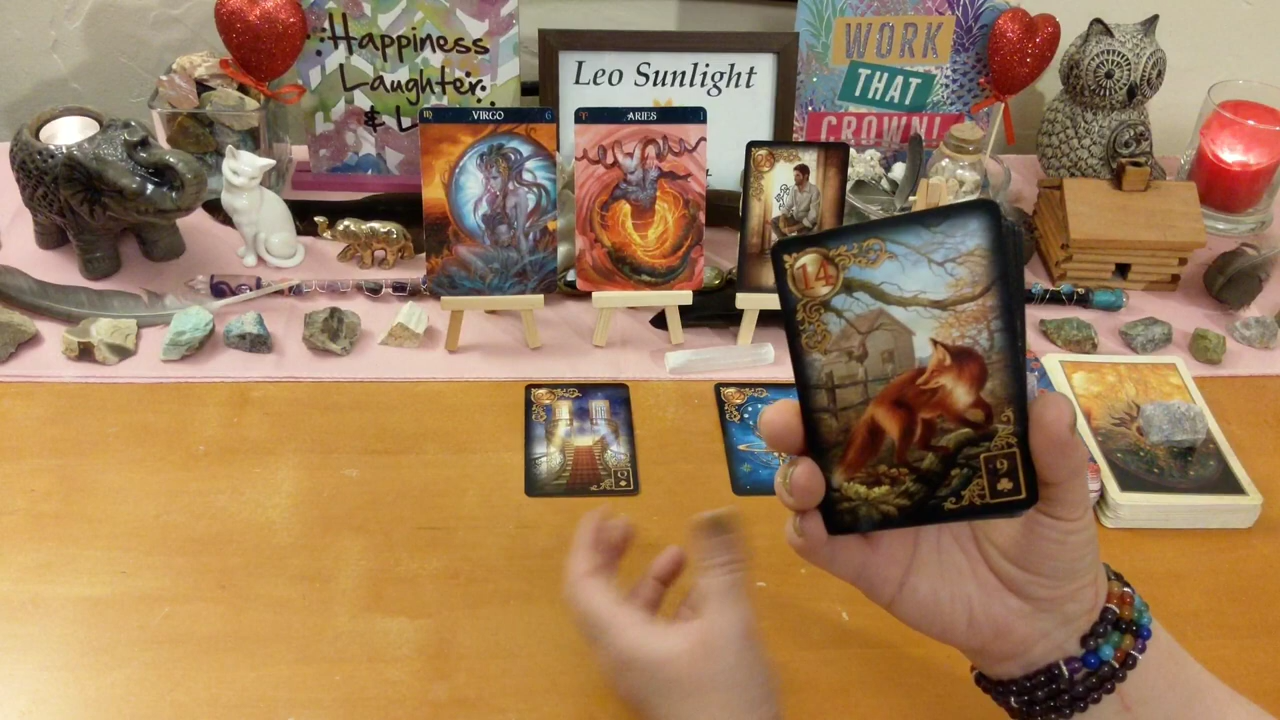 Happiness
Laughter
& L
Leo Sunlight
WORK
THAT
CROWN!
♍ VIRGO 6
♈ ARIES 1
14
9
Q